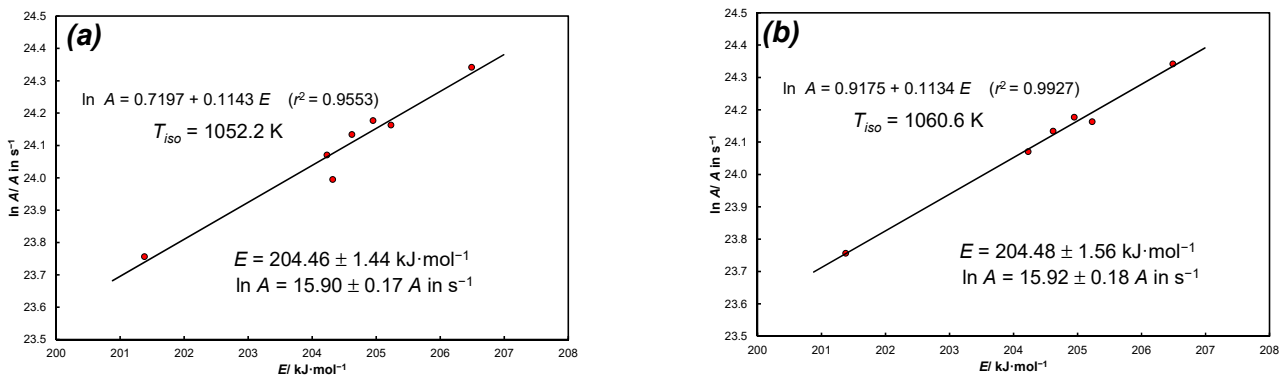 (a)
24.5
24.4
24.3
24.2
24.1
24.0
23.9
23.8
23.7
23.6
23.5
ln A/ A in s⁻¹
ln A = 0.7197 + 0.1143 E (r² = 0.9553)
T_iso = 1052.2 K
E = 204.46 ± 1.44 kJ·mol⁻¹
ln A = 15.90 ± 0.17 A in s⁻¹
200 201 202 203 204 205 206 207 208
E/ kJ·mol⁻¹
(b)
24.5
24.4
24.3
24.2
24.1
24.0
23.9
23.8
23.7
23.6
23.5
ln A/ A in s⁻¹
ln A = 0.9175 + 0.1134 E (r² = 0.9927)
T_iso = 1060.6 K
E = 204.48 ± 1.56 kJ·mol⁻¹
ln A = 15.92 ± 0.18 A in s⁻¹
200 201 202 203 204 205 206 207 208
E/ kJ·mol⁻¹